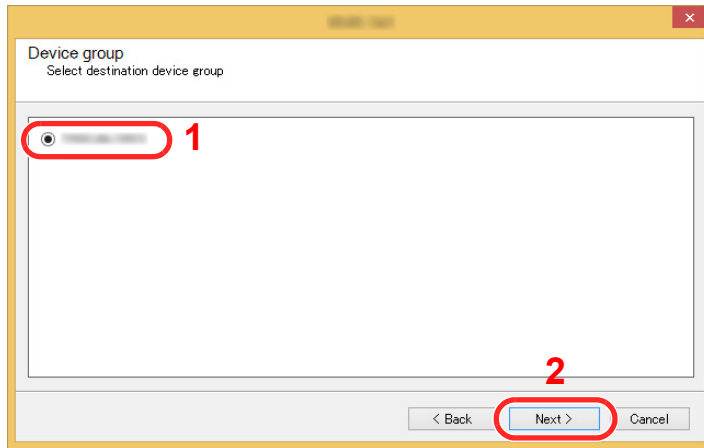 Device group
Select destination device group
1
2
< Back
Next >
Cancel